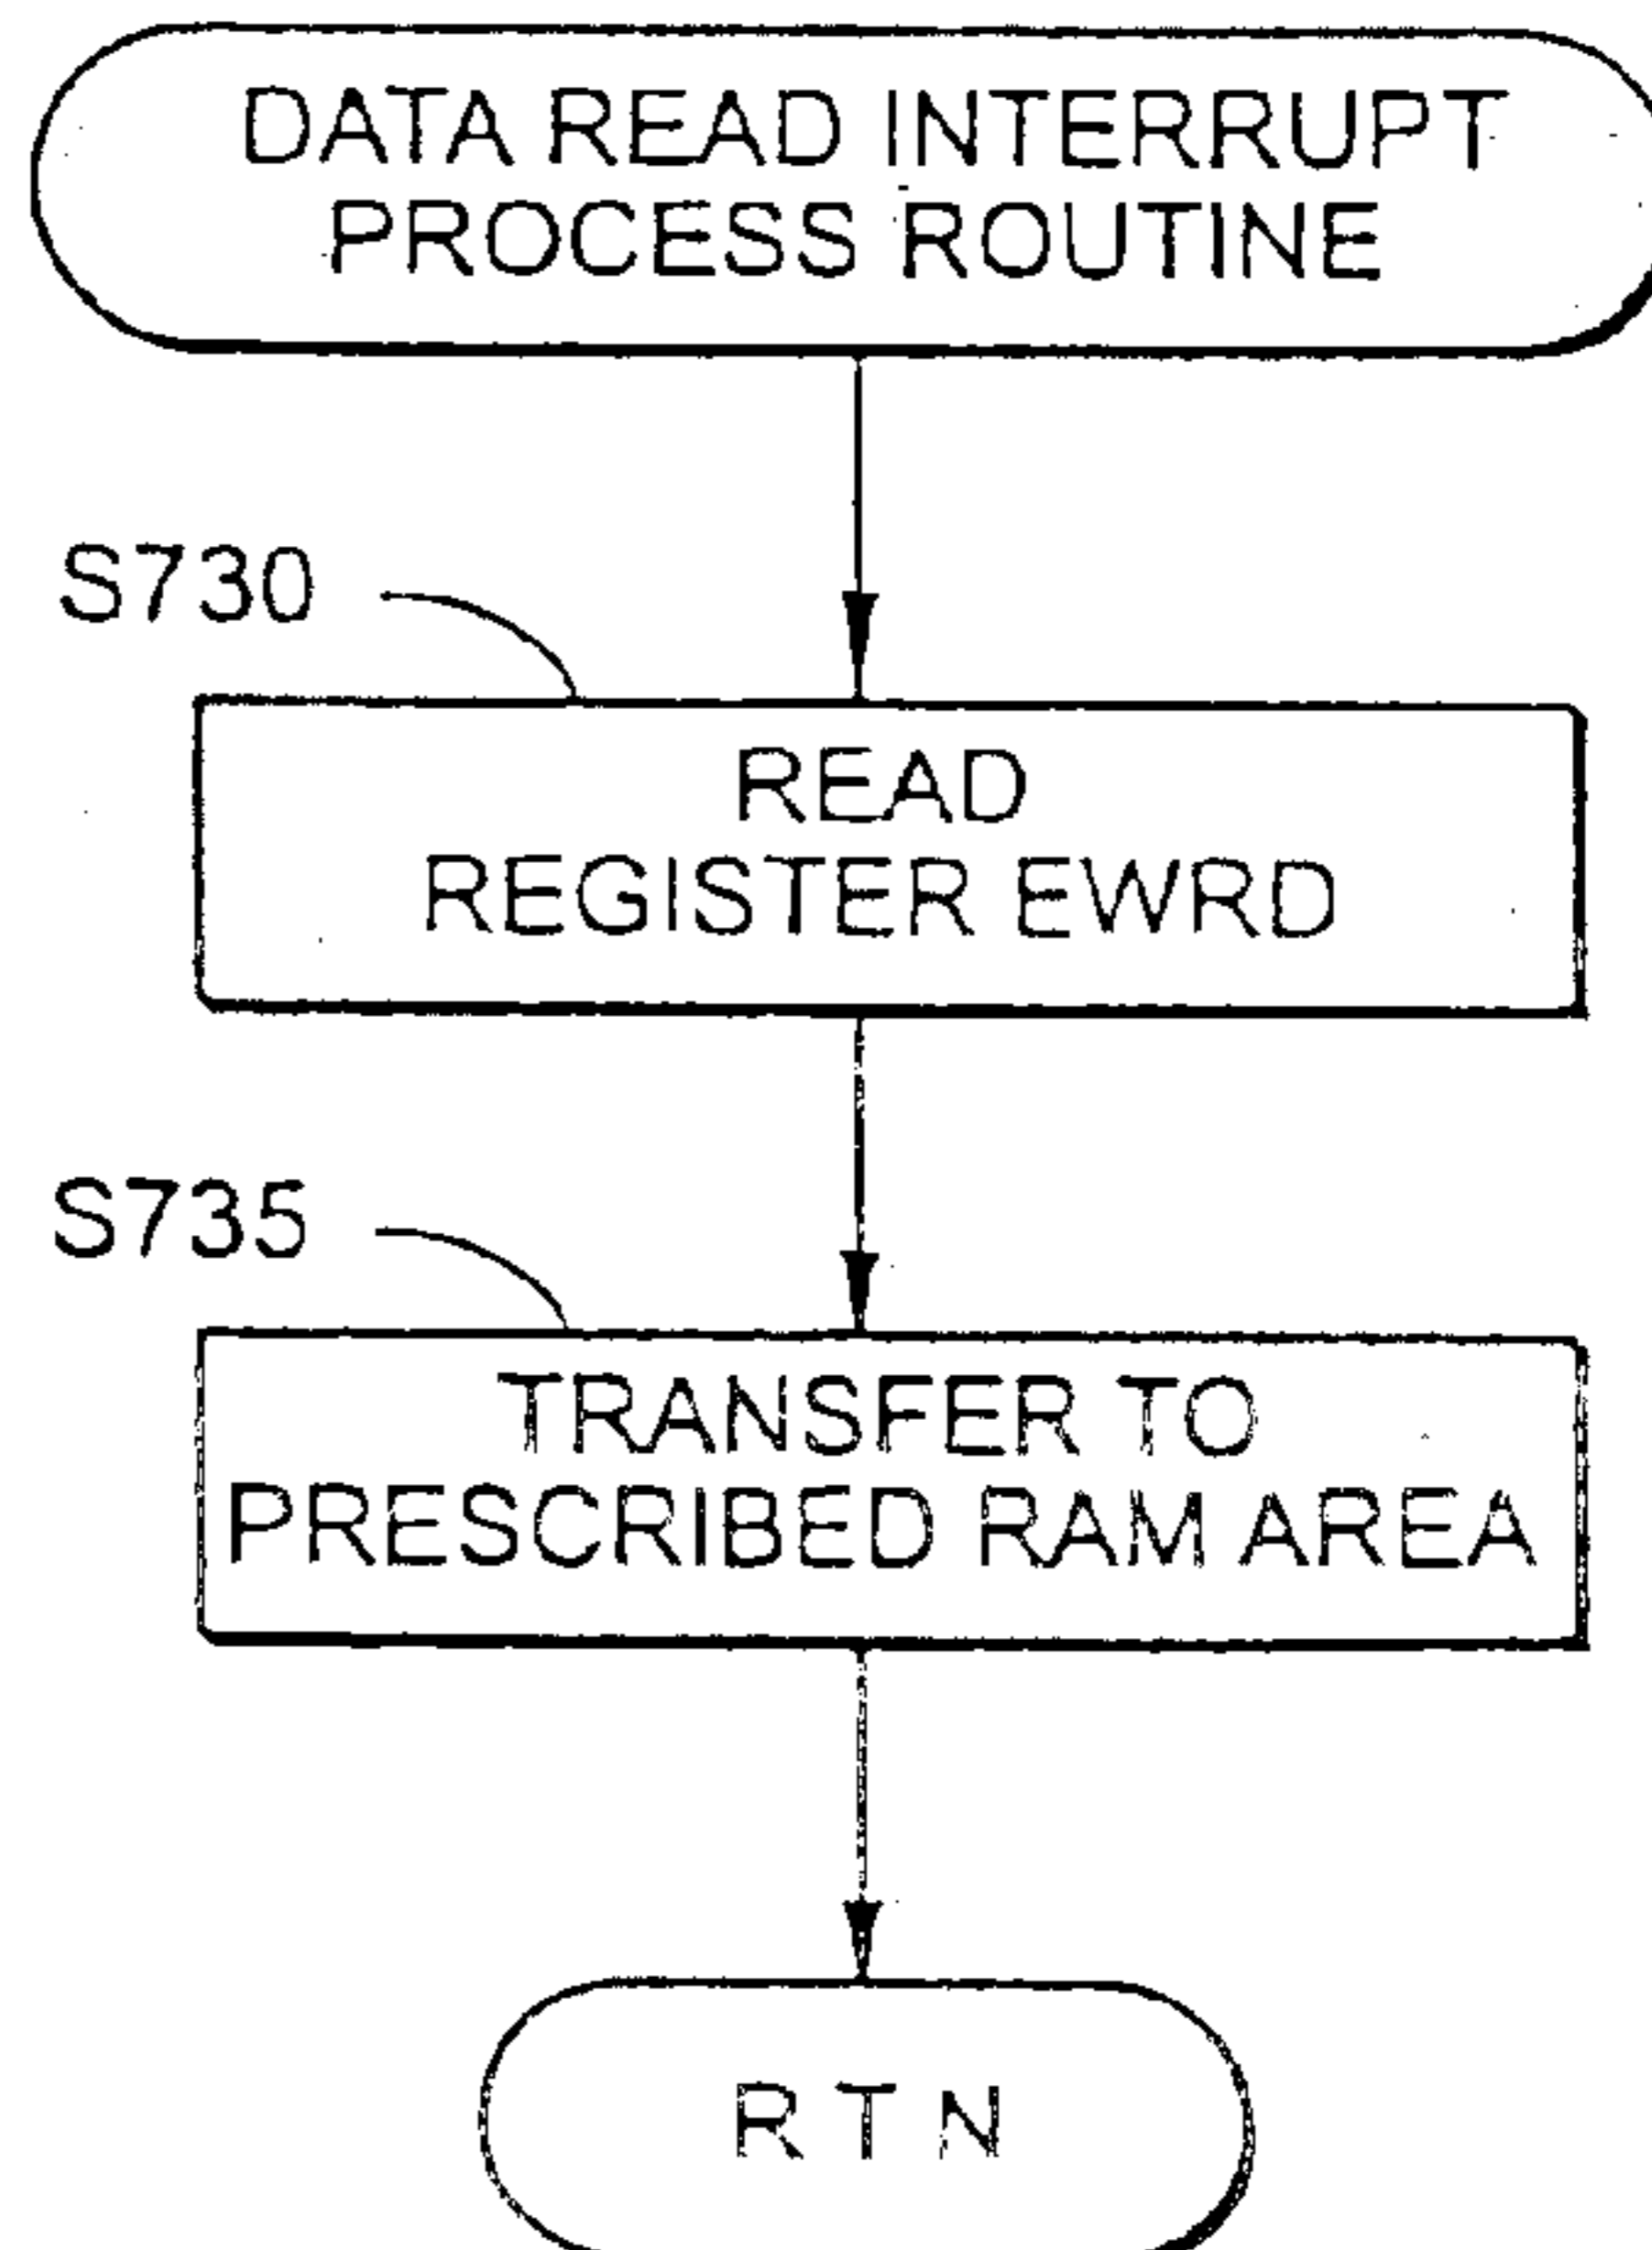 DATA READ INTERRUPT
PROCESS ROUTINE
S730
READ
REGISTER EWRD
S735
TRANSFER TO
PRESCRIBED RAM AREA
RTN